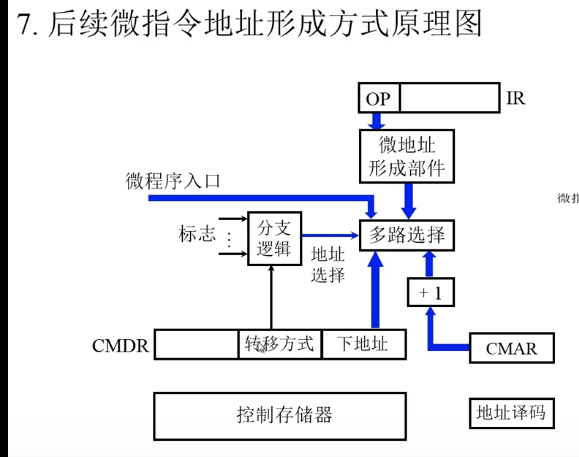 7. 后续微指令地址形成方式原理图
OP
IR
微地址
形成部件
微程序入口
微指
标志
⋮
分支
逻辑
地址
选择
多路选择
+ 1
CMDR
转移方式
下地址
CMAR
控制存储器
地址译码